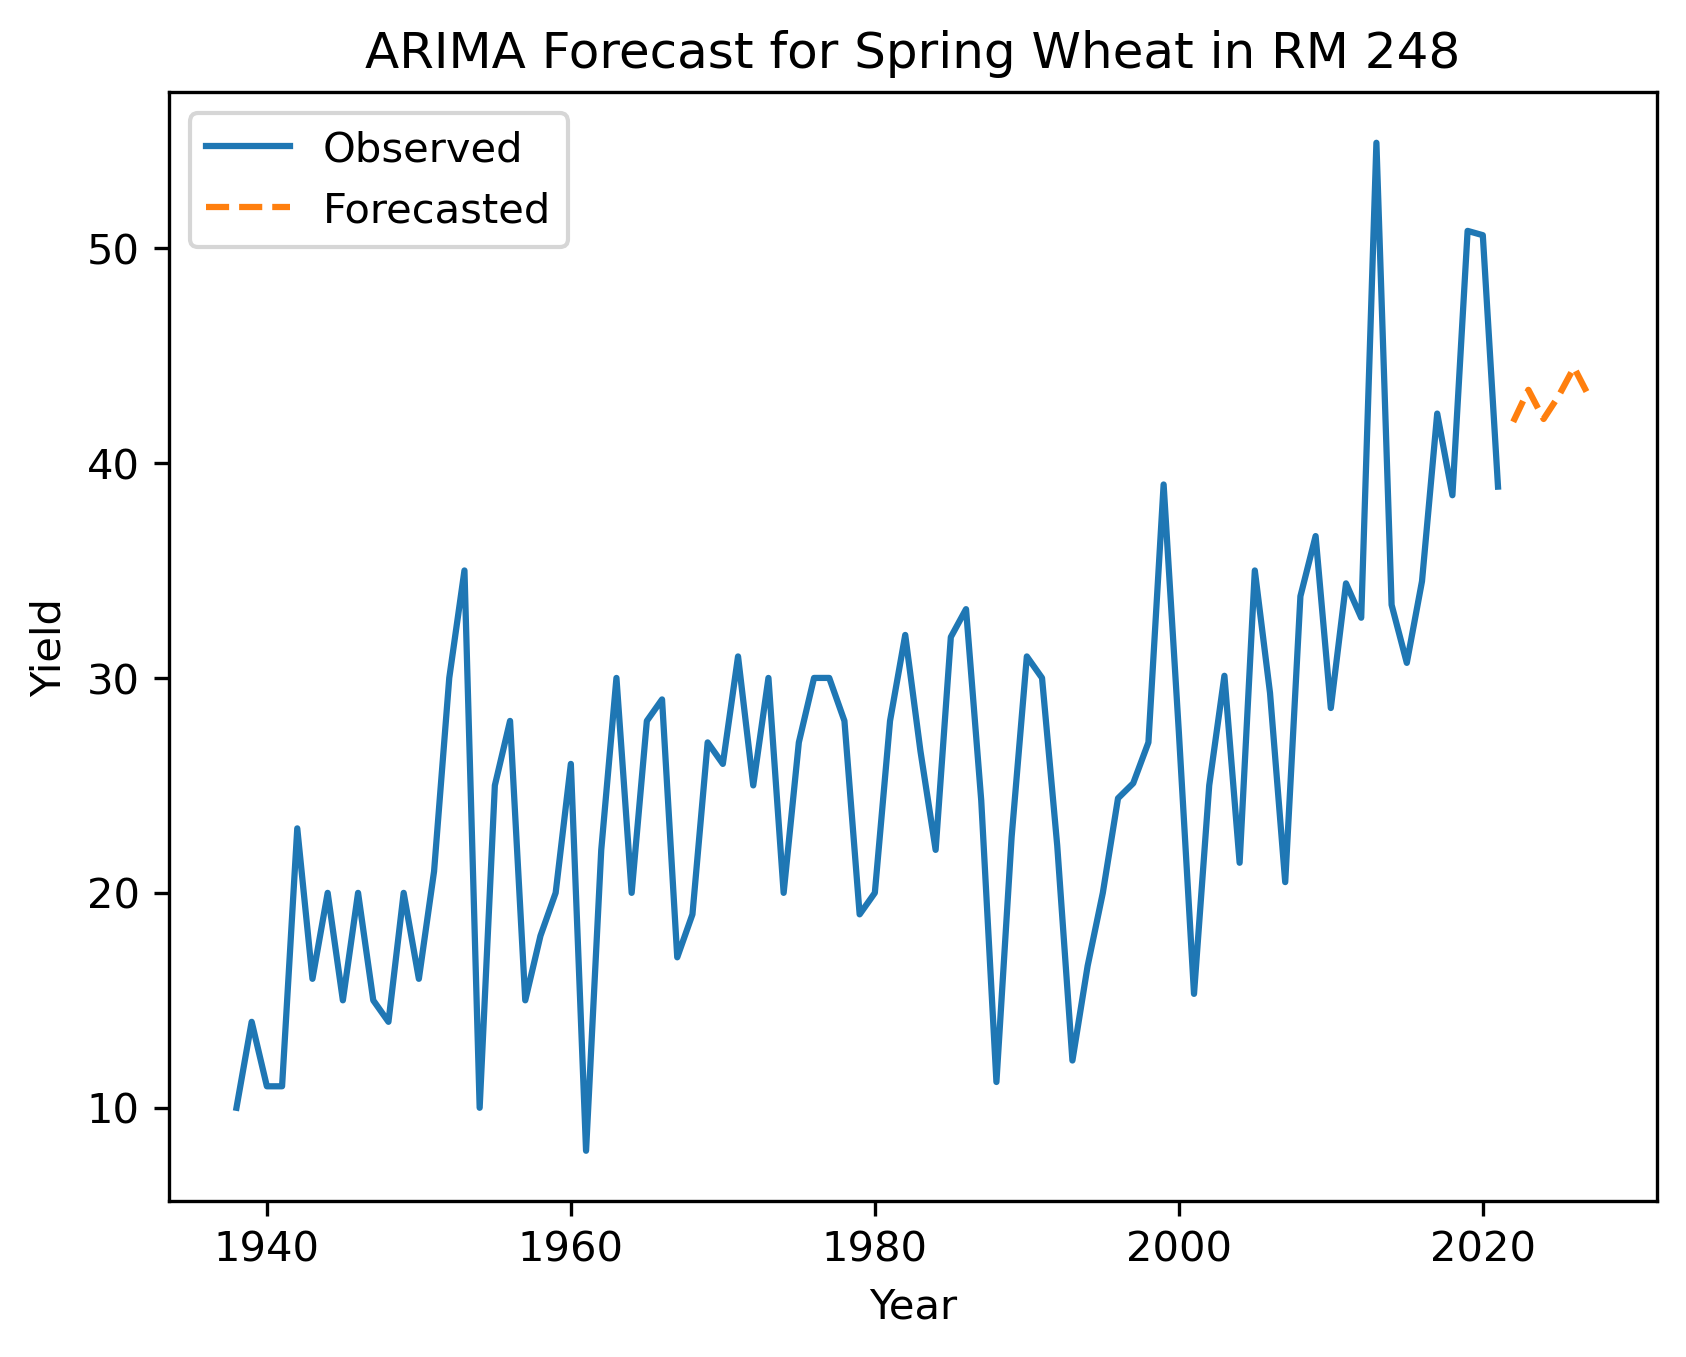 ARIMA Forecast for Spring Wheat in RM 248
Observed
Forecasted
50
40
30
20
10
Yield
1940 1960 1980 2000 2020
Year